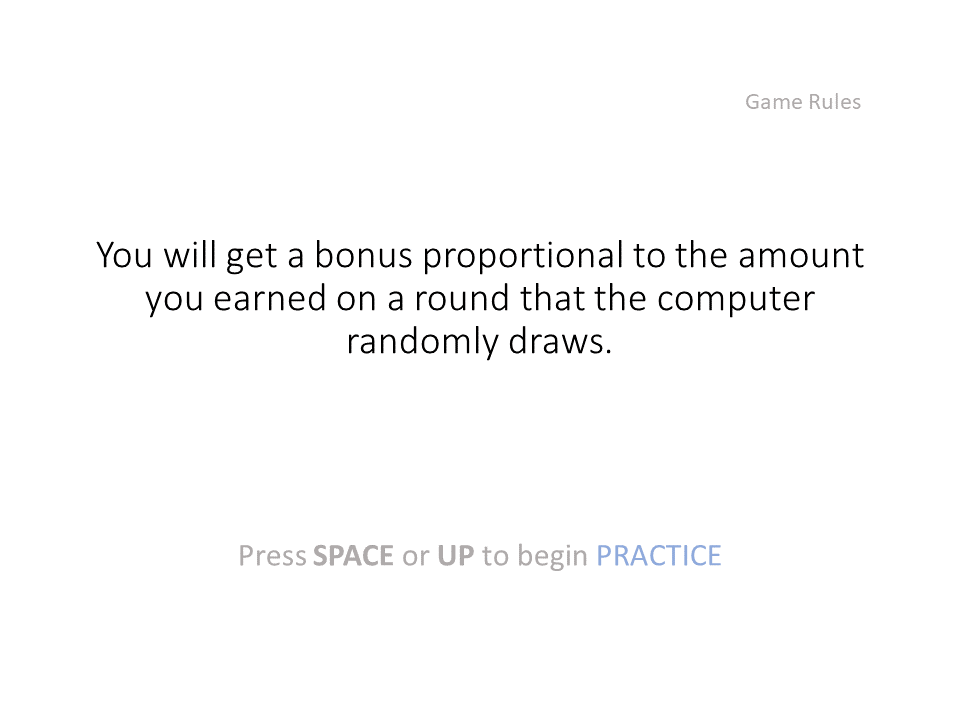 Game Rules
You will get a bonus proportional to the amount
you earned on a round that the computer
randomly draws.
Press SPACE or UP to begin PRACTICE